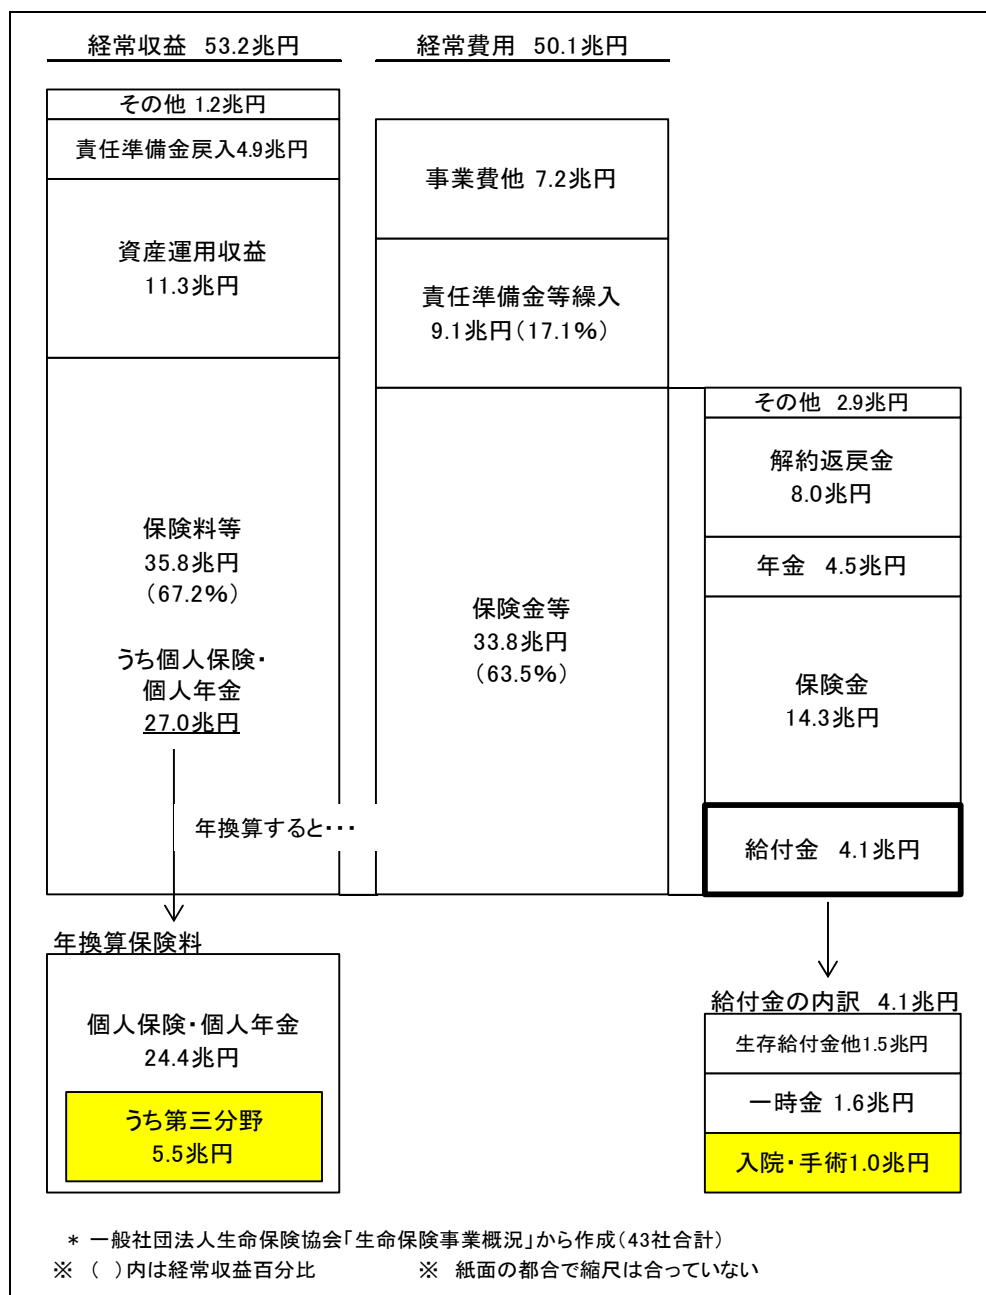 経常収益 53.2兆円
その他 1.2兆円
責任準備金戻入4.9兆円
資産運用収益
11.3兆円
保険料等
35.8兆円
(67.2%)
うち個人保険・
個人年金
27.0兆円
年換算すると・・・
年換算保険料
個人保険・個人年金
24.4兆円
うち第三分野
5.5兆円
経常費用 50.1兆円
事業費他 7.2兆円
責任準備金等繰入
9.1兆円(17.1%)
保険金等
33.8兆円
(63.5%)
その他 2.9兆円
解約返戻金
8.0兆円
年金 4.5兆円
保険金
14.3兆円
給付金 4.1兆円
給付金の内訳 4.1兆円
生存給付金他1.5兆円
一時金 1.6兆円
入院・手術1.0兆円
* 一般社団法人生命保険協会「生命保険事業概況」から作成(43社合計)
※ ( )内は経常収益百分比 ※ 紙面の都合で縮尺は合っていない